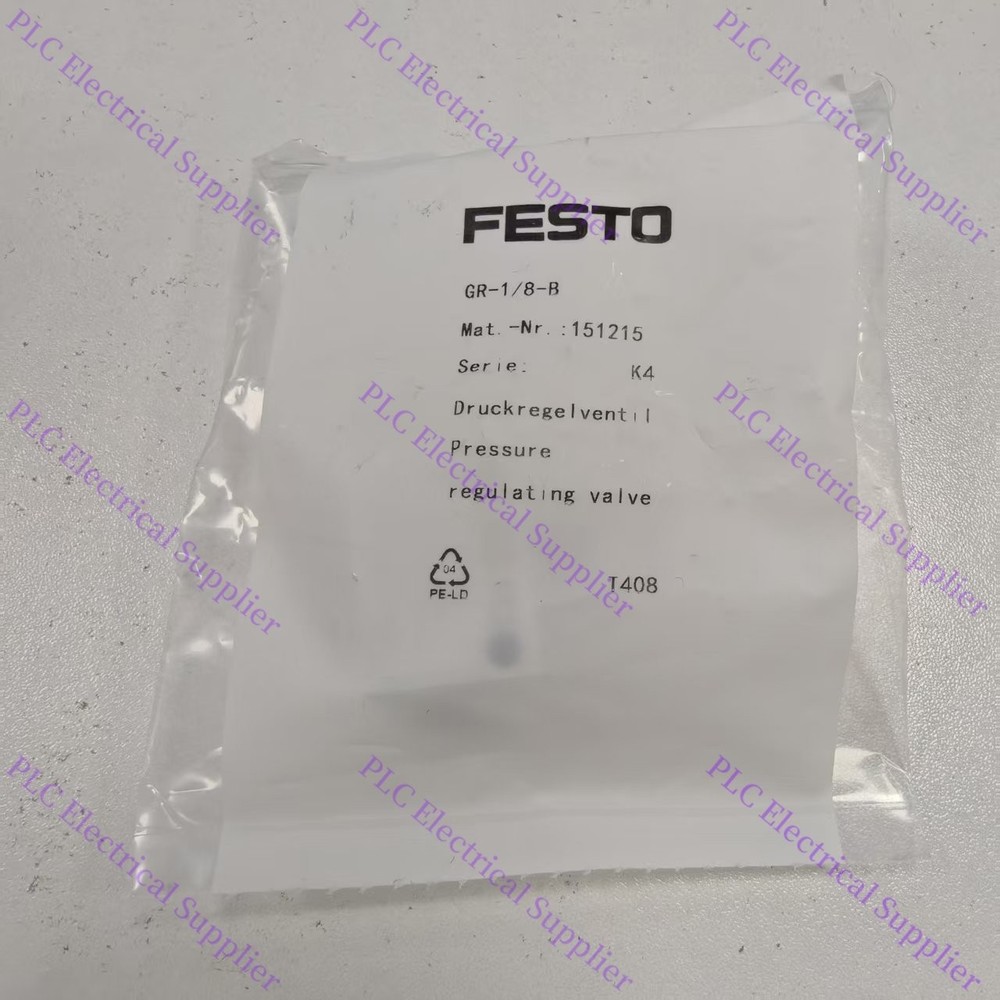 FESTO
GR-1/8-B
Mat.-Nr.:151215
Serie: K4
Druckregelventil
Pressure
regulating valve
04
PE-LD
T408
PLC Electrical Supplier
PLC Electrical Supplier
PLC Electrical Supplier
PLC Electrical Supplier
PLC Electrical Supplier
PLC Electrical Supplier
PLC Electrical Supplier
PLC Electrical Supplier
PLC Electrical Supplier